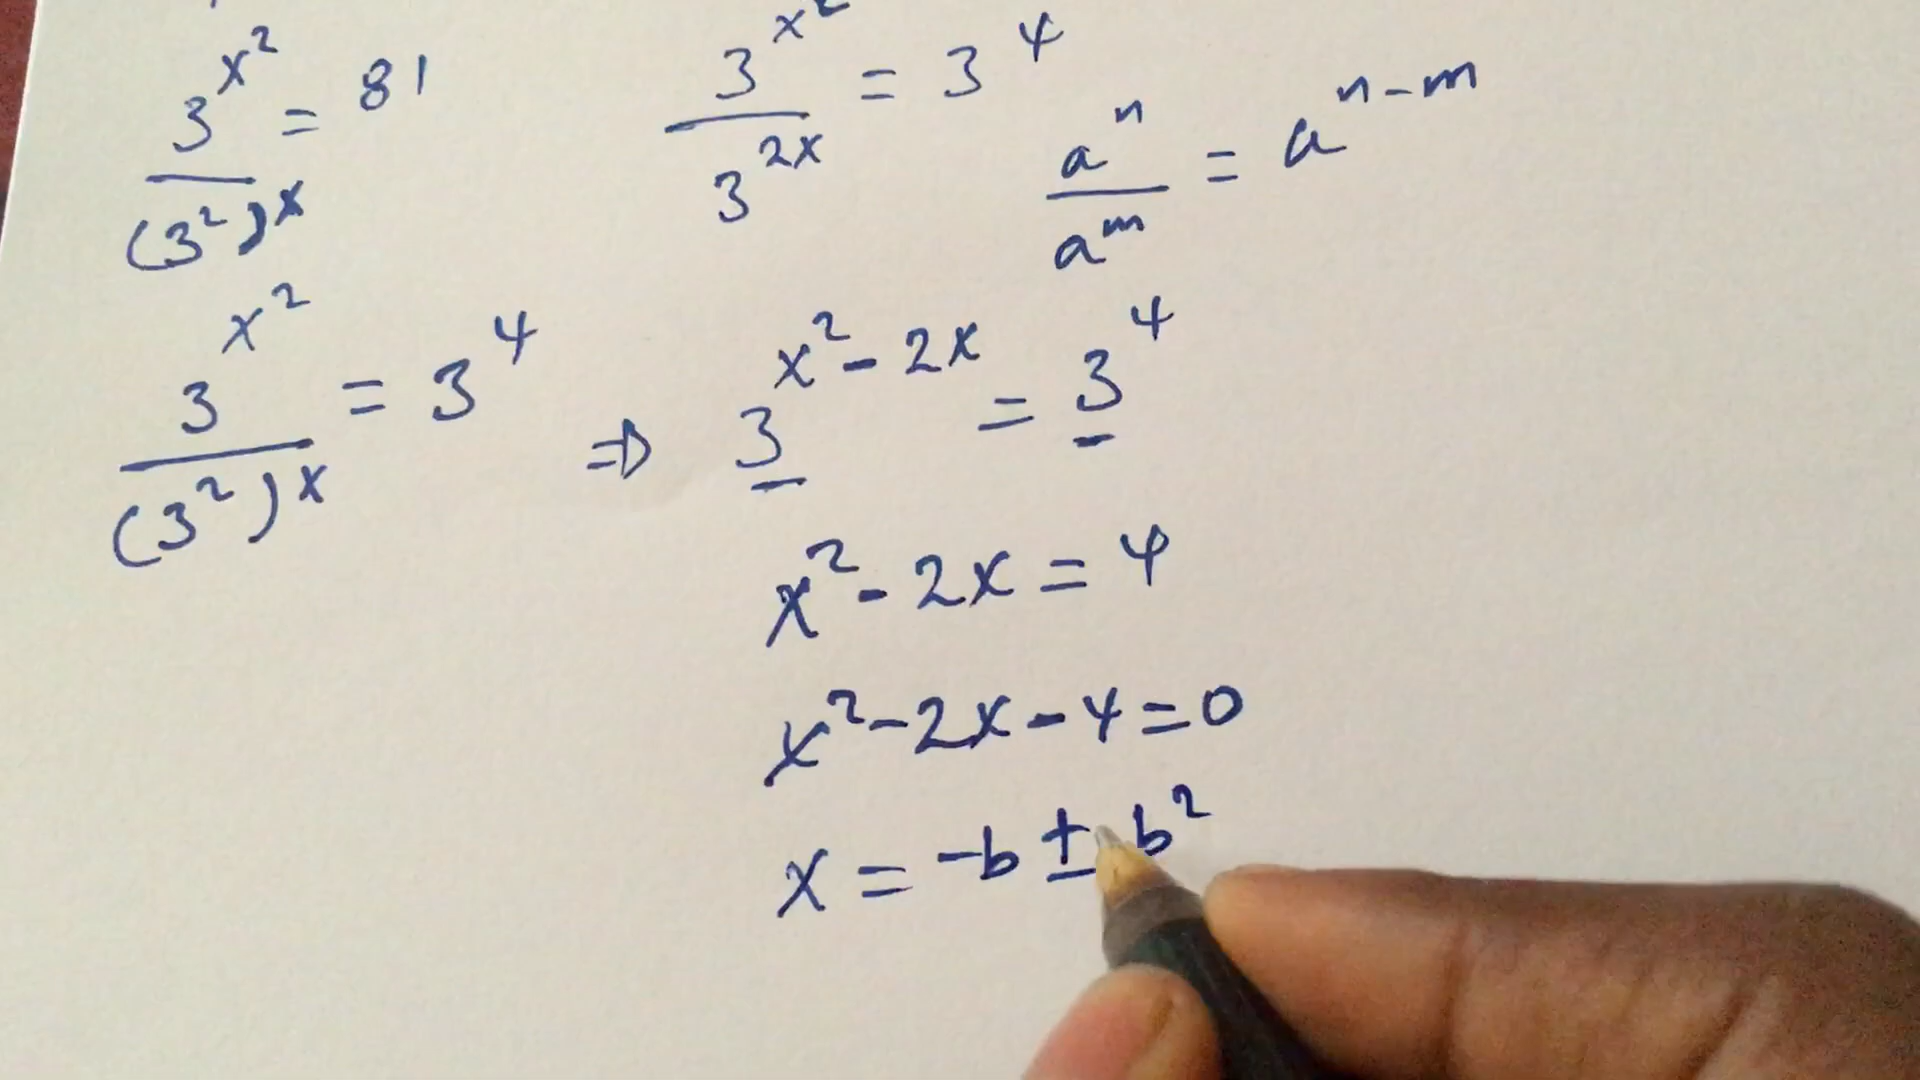 3^{x^2} / (3^2)^x = 81
3^{x^2} / (3^2)^x = 3^4
3^{x^2} / 3^{2x} = 3^4
a^n / a^m = a^{n-m}
⇒ 3^{x^2 - 2x} = 3^4
x^2 - 2x = 4
x^2 - 2x - 4 = 0
x = -b ± b^2